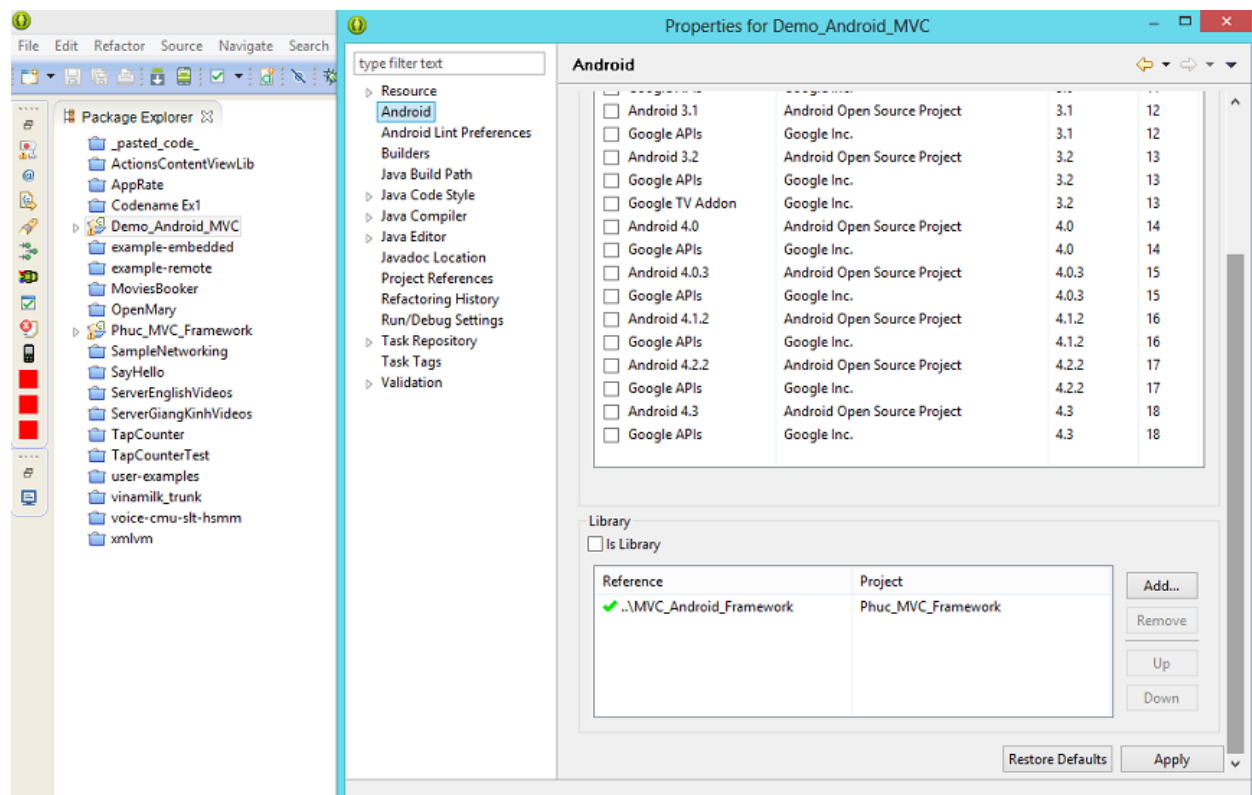 Properties for Demo_Android_MVC
File Edit Refactor Source Navigate Search
Package Explorer
_pasted_code_
ActionsContentViewLib
AppRate
Codename Ex1
Demo_Android_MVC
example-embedded
example-remote
MoviesBooker
OpenMary
Phuc_MVC_Framework
SampleNetworking
SayHello
ServerEnglishVideos
ServerGiangKinhVideos
TapCounter
TapCounterTest
user-examples
vinamilk_trunk
voice-cmu-slt-hsmm
xmlvm
type filter text
Resource
Android
Android Lint Preferences
Builders
Java Build Path
Java Code Style
Java Compiler
Java Editor
Javadoc Location
Project References
Refactoring History
Run/Debug Settings
Task Repository
Task Tags
Validation
Android
Android 3.1 Android Open Source Project 3.1 12
Google APIs Google Inc. 3.1 12
Android 3.2 Android Open Source Project 3.2 13
Google APIs Google Inc. 3.2 13
Google TV Addon Google Inc. 3.2 13
Android 4.0 Android Open Source Project 4.0 14
Google APIs Google Inc. 4.0 14
Android 4.0.3 Android Open Source Project 4.0.3 15
Google APIs Google Inc. 4.0.3 15
Android 4.1.2 Android Open Source Project 4.1.2 16
Google APIs Google Inc. 4.1.2 16
Android 4.2.2 Android Open Source Project 4.2.2 17
Google APIs Google Inc. 4.2.2 17
Android 4.3 Android Open Source Project 4.3 18
Google APIs Google Inc. 4.3 18
Library
Is Library
Reference Project
..\MVC_Android_Framework Phuc_MVC_Framework
Add...
Remove
Up
Down
Restore Defaults Apply